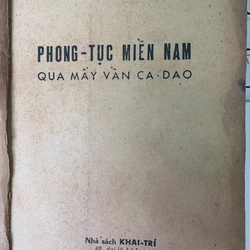 PHONG-TỤC MIỀN NAM
QUA MẤY VẦN CA-DAO
Nhà sách KHAI-TRÍ